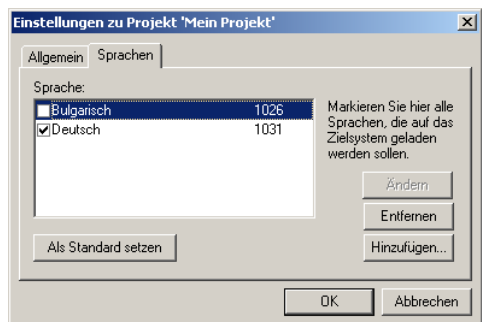 Einstellungen zu Projekt 'Mein Projekt'
Allgemein Sprachen
Sprache:
Bulgarisch 1026
Deutsch 1031
Markieren Sie hier alle
Sprachen, die auf das
Zielsystem geladen
werden sollen.
Ändern
Entfernen
Als Standard setzen
Hinzufügen...
OK
Abbrechen